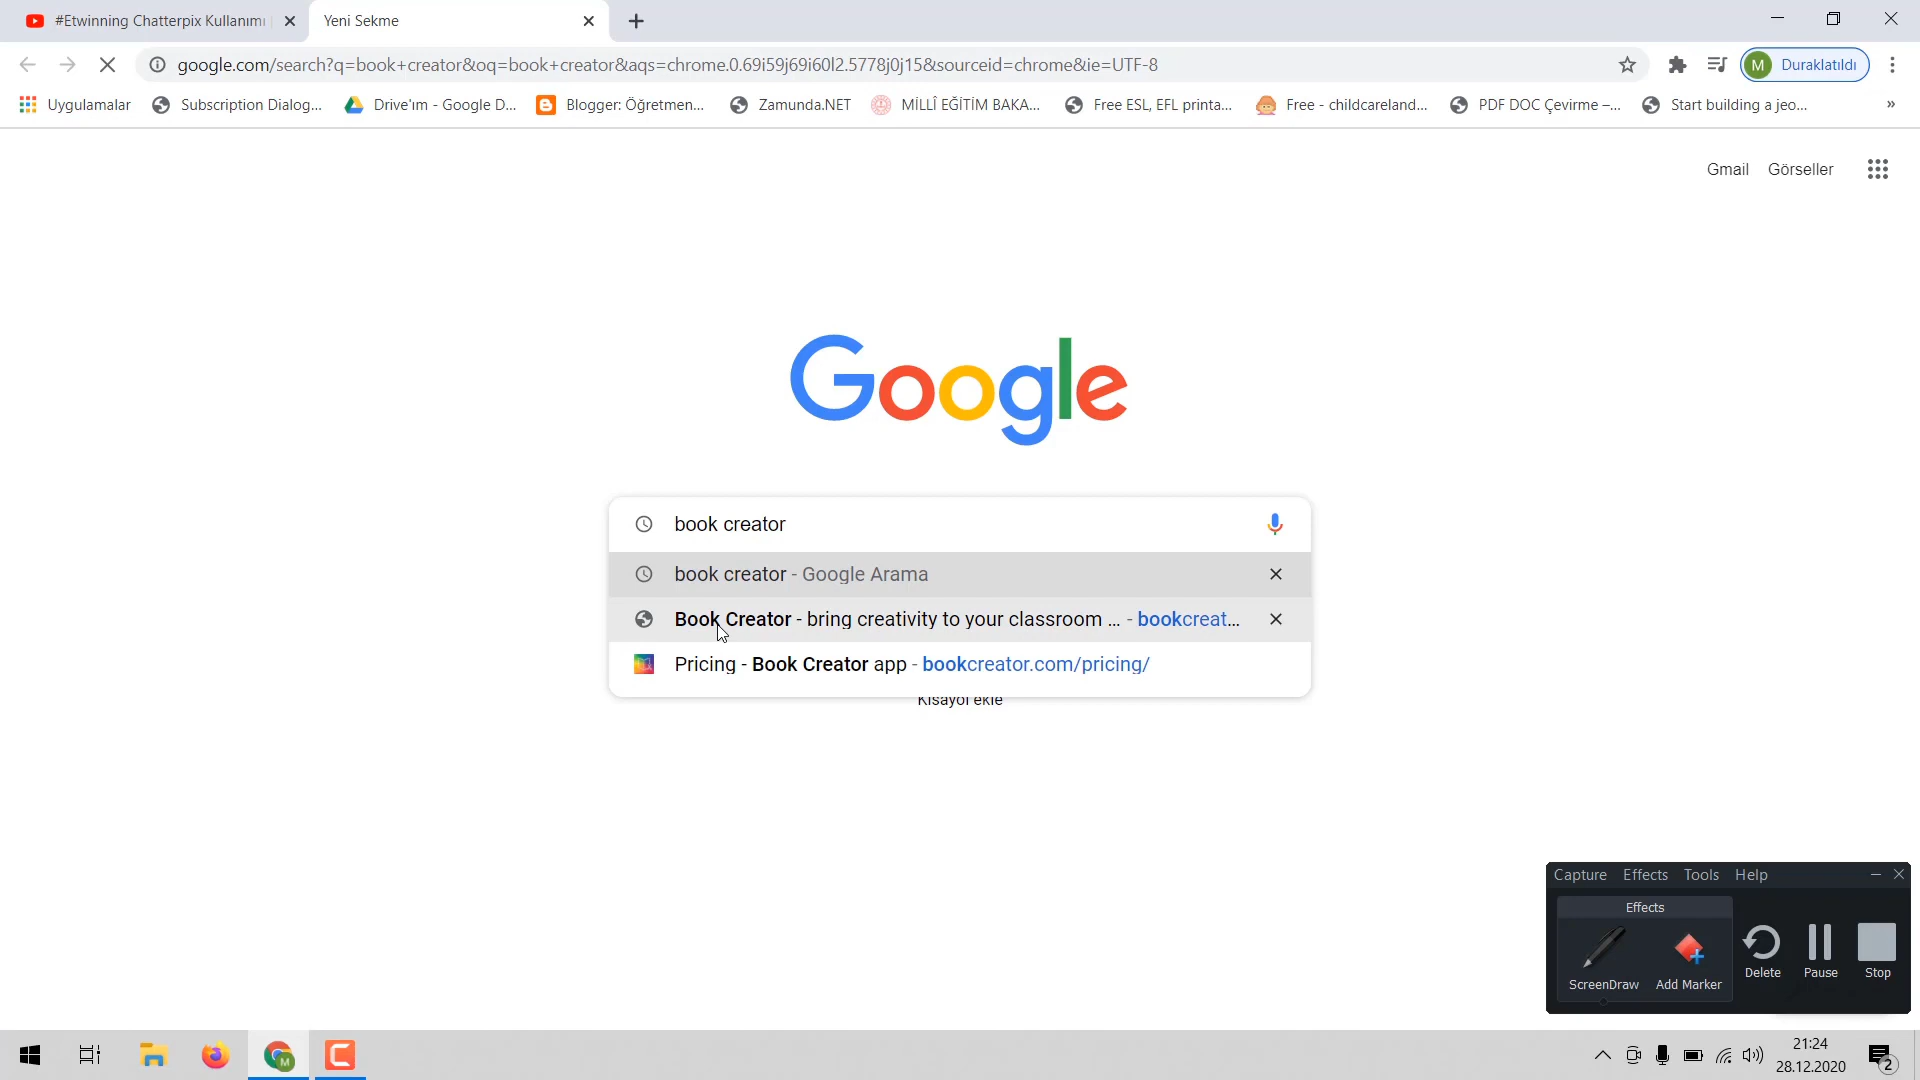 #Etwinning Chatterpix Kullanımı
Yeni Sekme
google.com/search?q=book+creator&oq=book+creator&aqs=chrome.0.69i59j69i60l2.5778j0j15&sourceid=chrome&ie=UTF-8
M Duraklatıldı
Uygulamalar
Subscription Dialog...
Drive'ım - Google D...
Blogger: Öğretmen...
Zamunda.NET
MİLLÎ EĞİTİM BAKA...
Free ESL, EFL printa...
Free - childcareland...
PDF DOC Çevirme –...
Start building a jeo...
»
Gmail Görseller
Google
book creator
book creator - Google Arama
Book Creator - bring creativity to your classroom ... - bookcreat...
Pricing - Book Creator app - bookcreator.com/pricing/
Kısayol ekle
Capture Effects Tools Help
Effects
ScreenDraw
Add Marker
Delete
Pause
Stop
M
21:24
28.12.2020
2